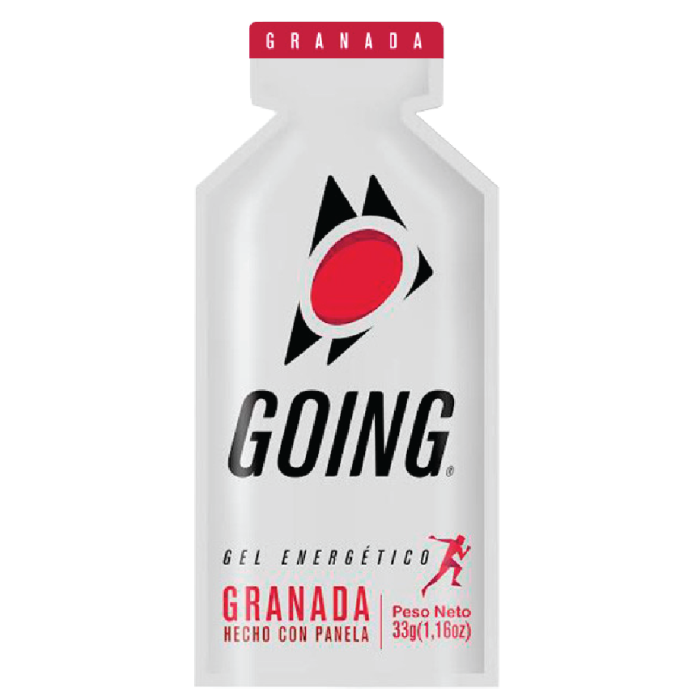 GRANADA
GOING®
GEL ENERGÉTICO
GRANADA
HECHO CON PANELA
Peso Neto
33g(1,16oz)